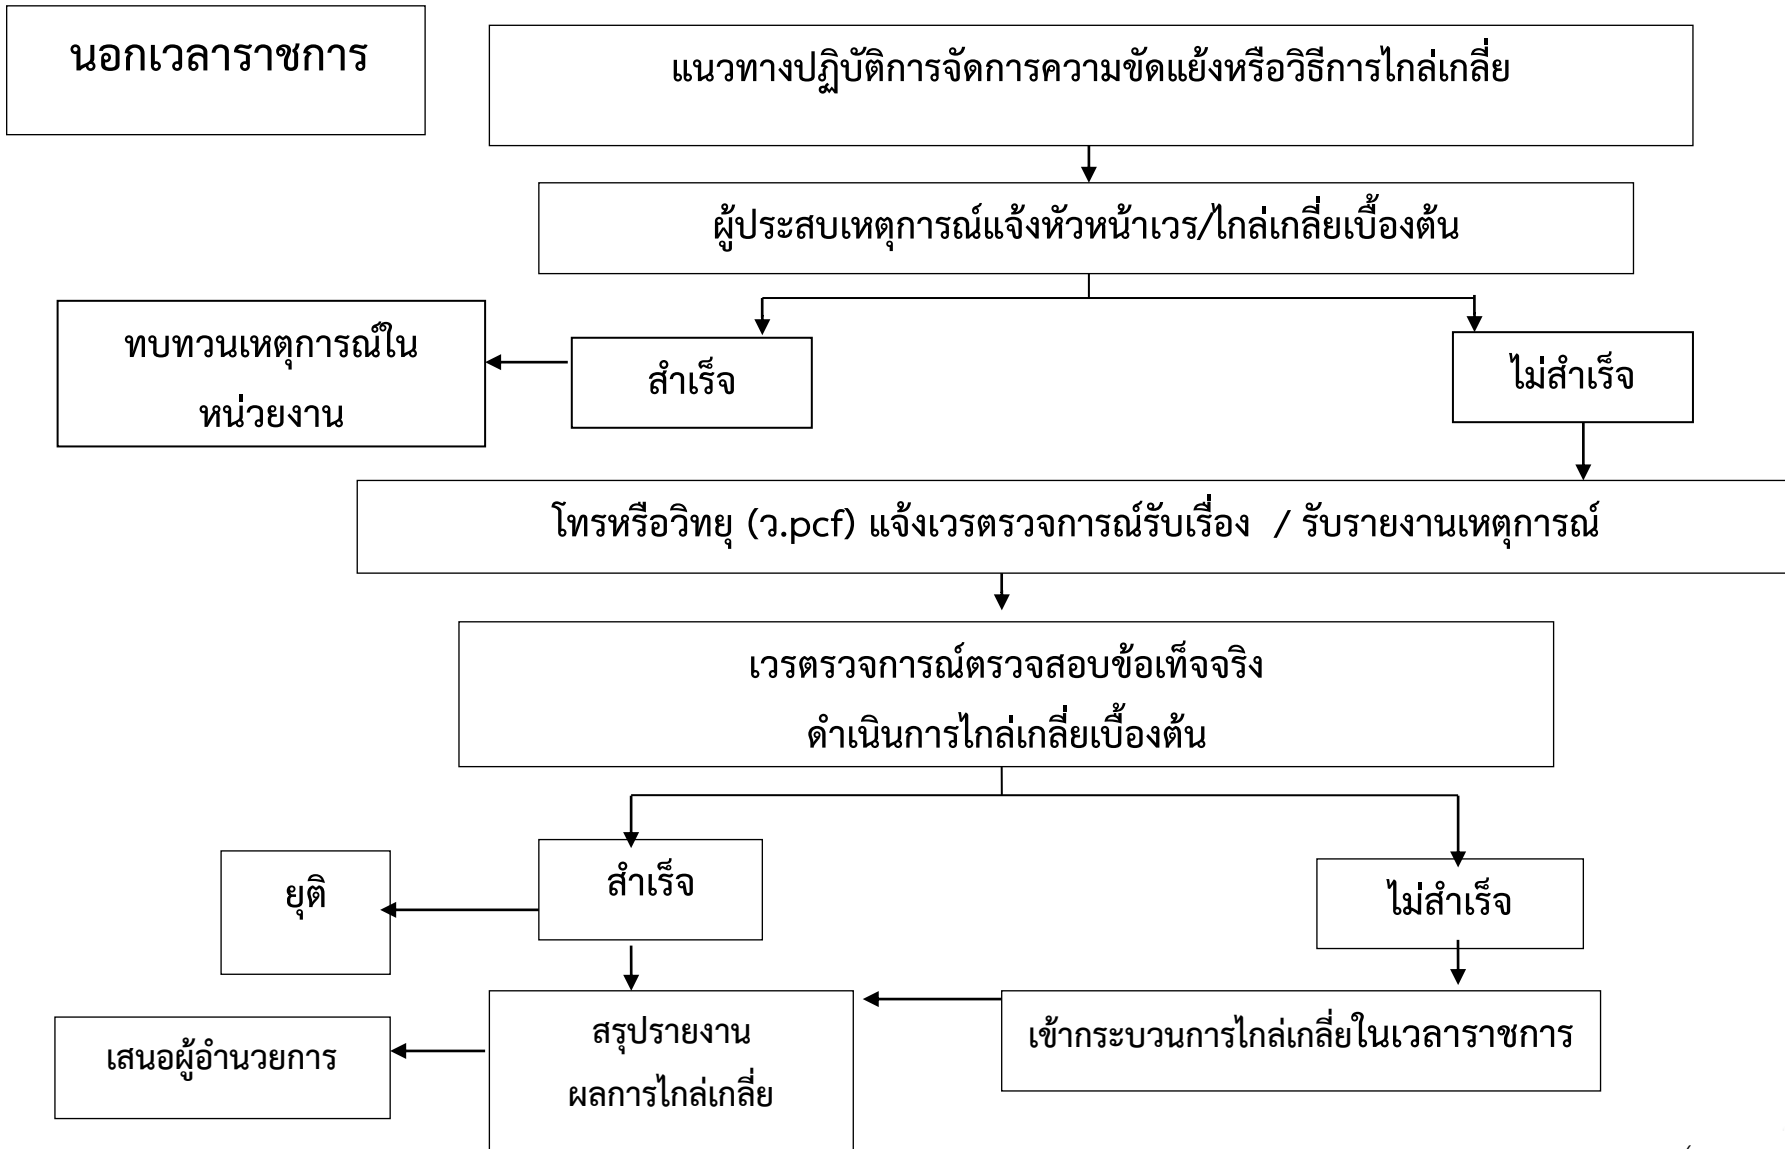 นอกเวลาราชการ
แนวทางปฏิบัติการจัดการความขัดแย้งหรือวิธีการไกล่เกลี่ย
ผู้ประสบเหตุการณ์แจ้งหัวหน้าเวร/ไกล่เกลี่ยเบื้องต้น
ทบทวนเหตุการณ์ใน
หน่วยงาน
สำเร็จ
ไม่สำเร็จ
โทรหรือวิทยุ (ว.pcf) แจ้งเวรตรวจการณ์รับเรื่อง / รับรายงานเหตุการณ์
เวรตรวจการณ์ตรวจสอบข้อเท็จจริง
ดำเนินการไกล่เกลี่ยเบื้องต้น
ยุติ
สำเร็จ
ไม่สำเร็จ
เสนอผู้อำนวยการ
สรุปรายงาน
ผลการไกล่เกลี่ย
เข้ากระบวนการไกล่เกลี่ยในเวลาราชการ